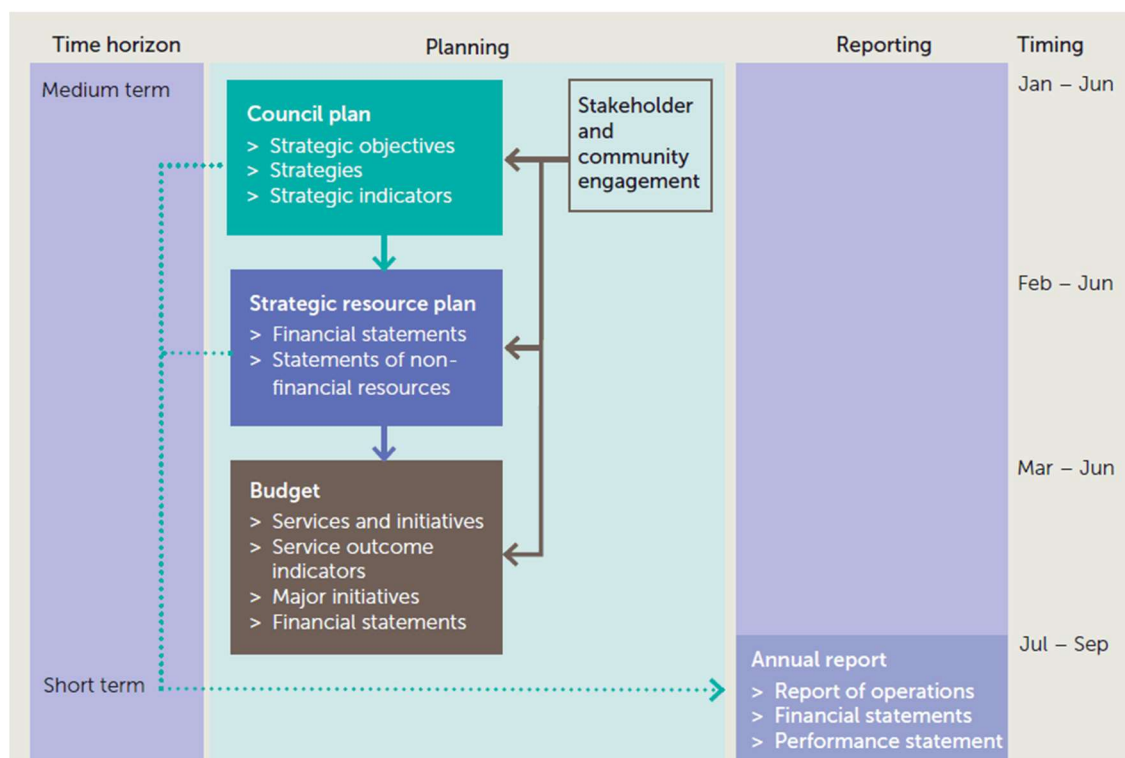 Time horizon
Planning
Reporting
Timing
Medium term
Council plan
> Strategic objectives
> Strategies
> Strategic indicators
Stakeholder
and
community
engagement
Jan – Jun
Strategic resource plan
> Financial statements
> Statements of non-
financial resources
Feb – Jun
Budget
> Services and initiatives
> Service outcome
indicators
> Major initiatives
> Financial statements
Mar – Jun
Short term
Annual report
> Report of operations
> Financial statements
> Performance statement
Jul – Sep